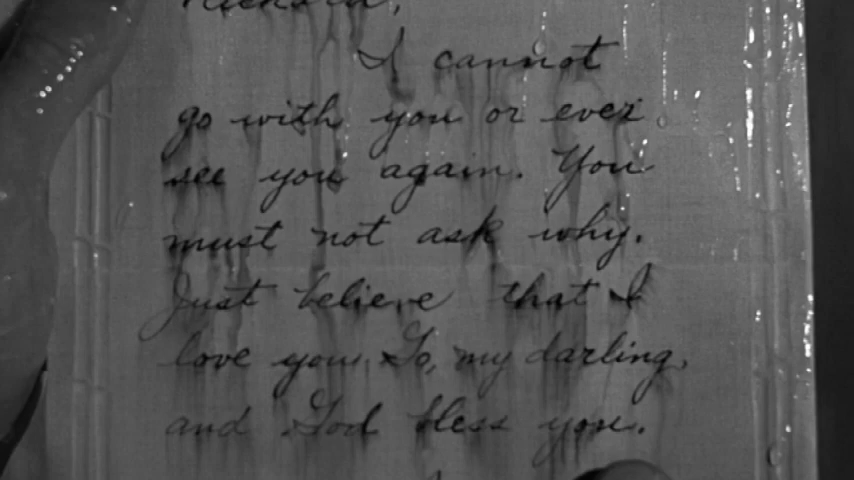 Richard,
I cannot
go with you or ever
see you again. You
must not ask why.
Just believe that I
love you. Go, my darling,
and God bless you.